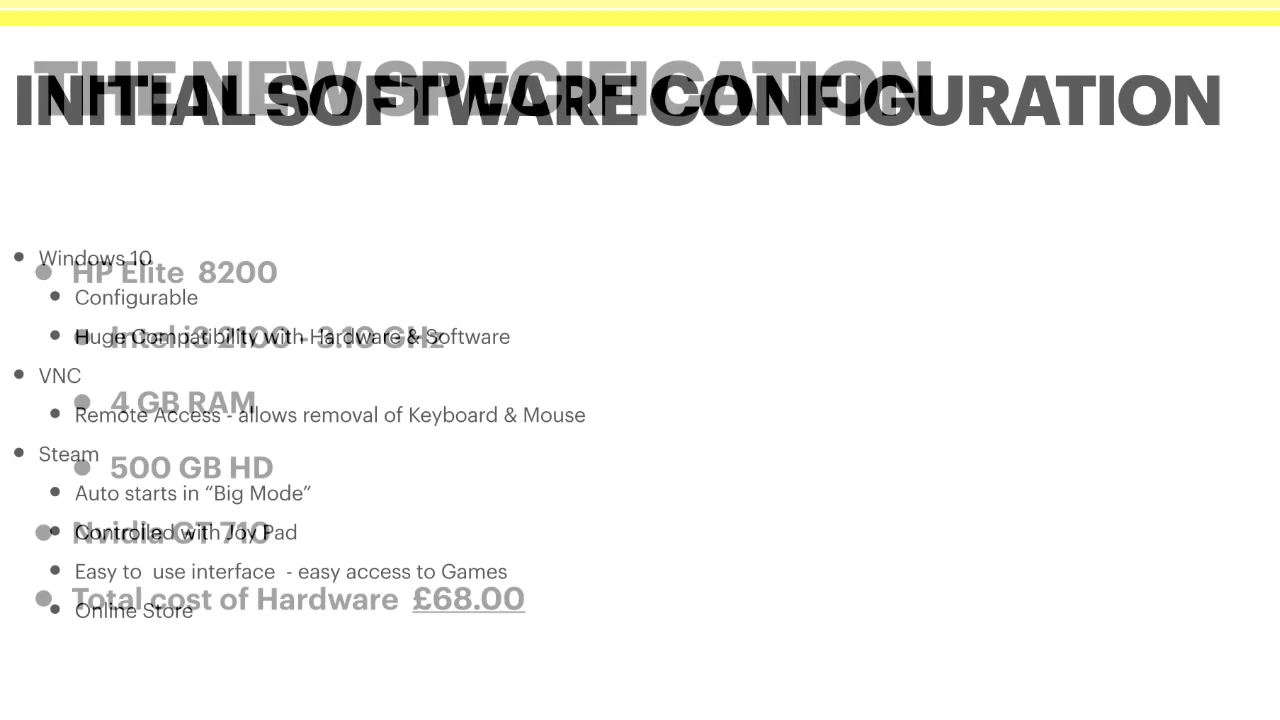 THE NEW SPECIFICATION
INITIAL SOFTWARE CONFIGURATION
• Windows 10
• HP Elite 8200
• Configurable
• Huge Compatibility with Hardware & Software
• Intel i3 2100 - 3.10 GHz
• VNC
• 4 GB RAM
• Remote Access - allows removal of Keyboard & Mouse
• Steam
• 500 GB HD
• Auto starts in “Big Mode”
• Controlled with Joy Pad
• Nvidia GT 710
• Easy to use interface - easy access to Games
• Total cost of Hardware £68.00
• Online Store